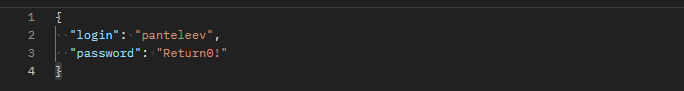 1 {
2 "login": "panteleev",
3 "password": "Return0!"
4 }